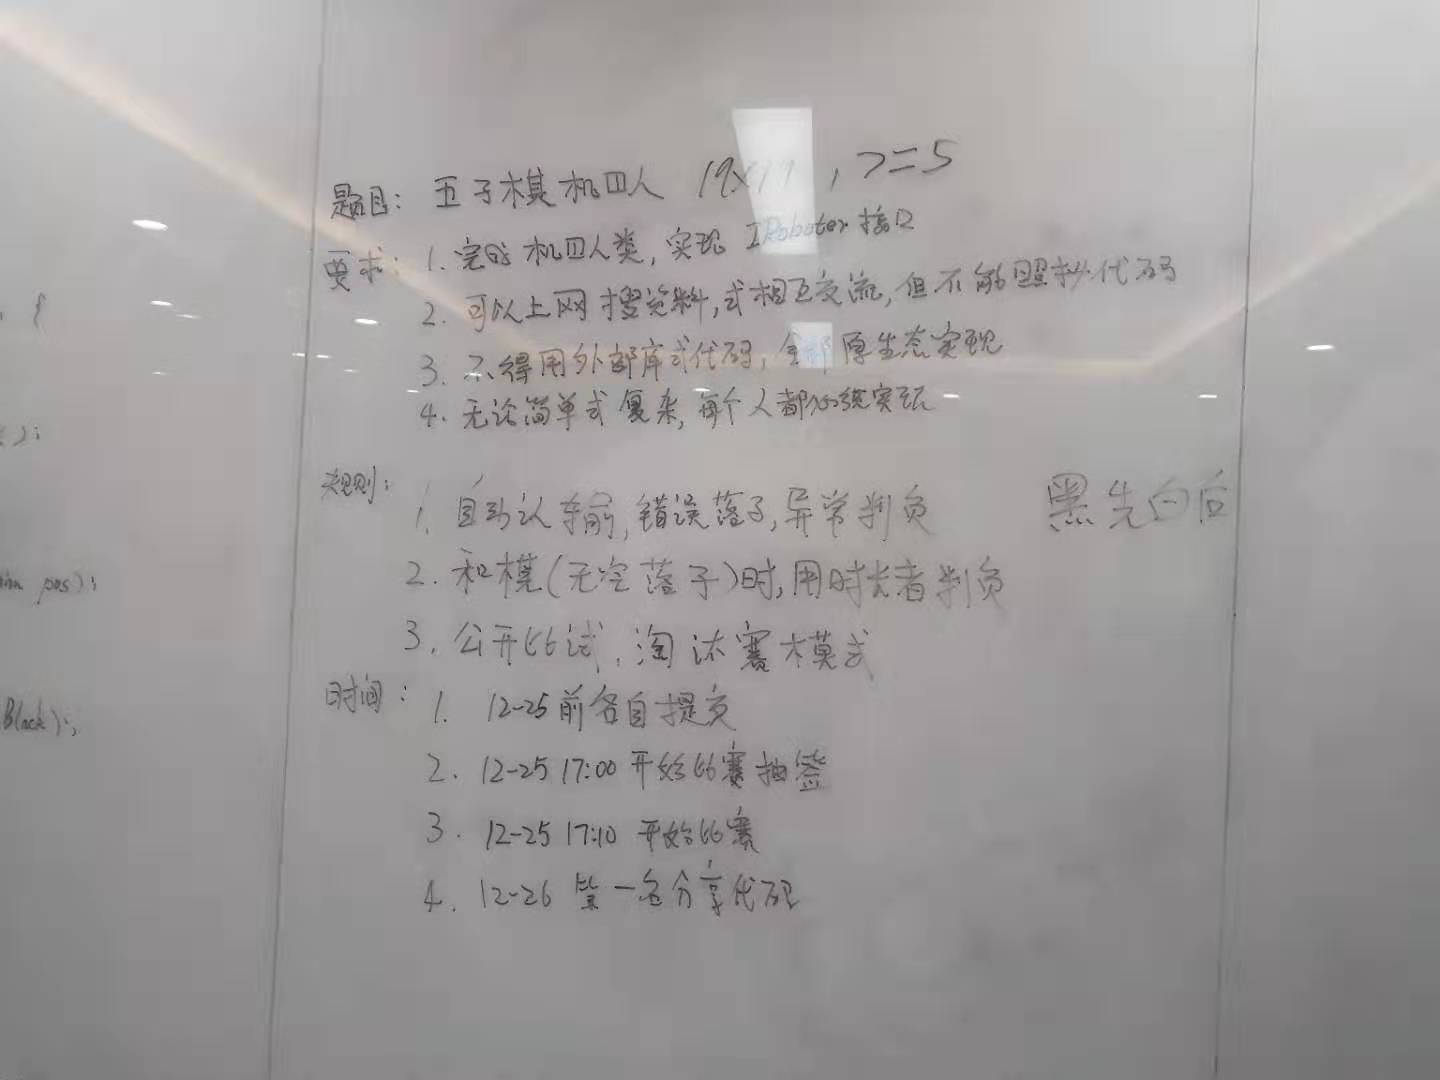 题目: 五子棋机四人 19x19 , >=5
要求: 1. 完成机四人类, 实现 IRoboter 接口
2. 可以上网搜资料, 或相互交流, 但不能照抄代码
3. 不得用外部库或代码, 全部原生态实现
4. 无论简单或复杂, 每个人都必须实现
规则: 1. 自动认输, 错误落子, 异常判负
黑先白后
2. 和棋(无空落子)时, 用时长者判负
3. 公开比试, 淘汰赛模式
时间: 1. 12-25前各自提交
2. 12-25 17:00 开始比赛抽签
3. 12-25 17:10 开始比赛
4. 12-26 第一名分享代码
{
);
pos);
Black);